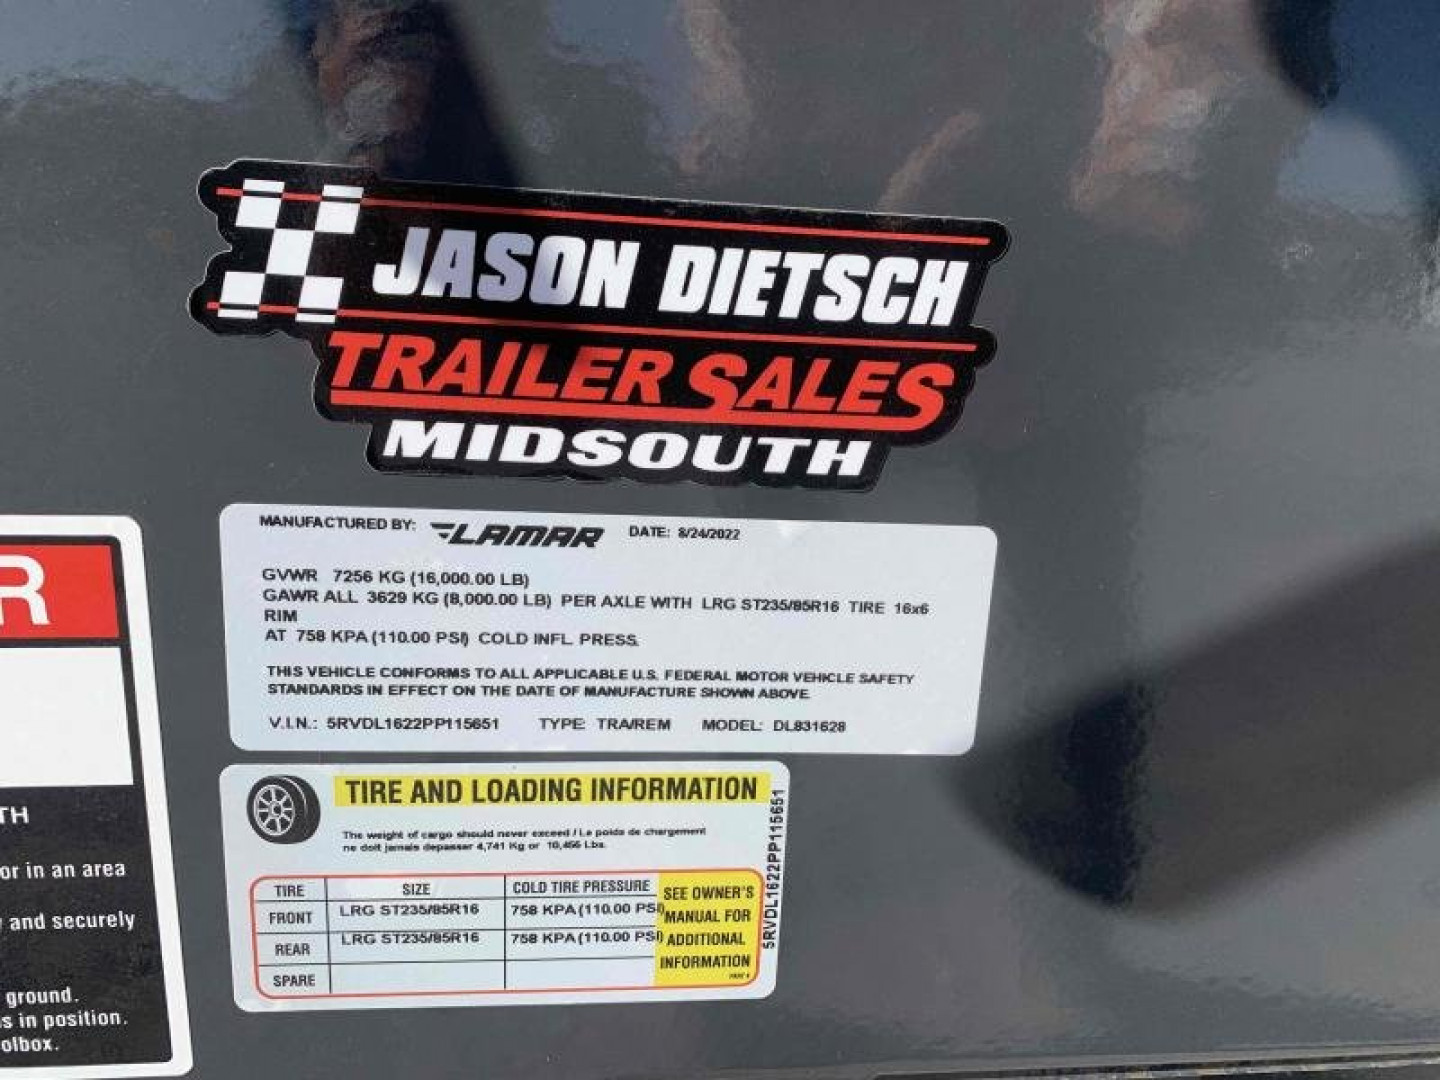 JASON DIETSCH
TRAILER SALES
MIDSOUTH
MANUFACTURED BY: LAMAR DATE: 8/24/2022
GVWR 7256 KG (16,000.00 LB)
GAWR ALL 3629 KG (8,000.00 LB) PER AXLE WITH LRG ST235/85R16 TIRE 16x6
RIM
AT 758 KPA (110.00 PSI) COLD INFL. PRESS.
THIS VEHICLE CONFORMS TO ALL APPLICABLE U.S. FEDERAL MOTOR VEHICLE SAFETY
STANDARDS IN EFFECT ON THE DATE OF MANUFACTURE SHOWN ABOVE.
V.I.N.: 5RVDL1622PP115651 TYPE: TRA/REM MODEL: DL831628
TIRE AND LOADING INFORMATION
The weight of cargo should never exceed / Le poids de chargement
ne doit jamais depasser 4,741 Kg or 10,455 Lbs.
TIRE SIZE COLD TIRE PRESSURE
FRONT LRG ST235/85R16 758 KPA (110.00 PSI)
REAR LRG ST235/85R16 758 KPA (110.00 PSI)
SPARE
SEE OWNER'S
MANUAL FOR
ADDITIONAL
INFORMATION
5RVDL1622PP115651
R
TH
or in an area
and securely
ground.
s in position.
olbox.